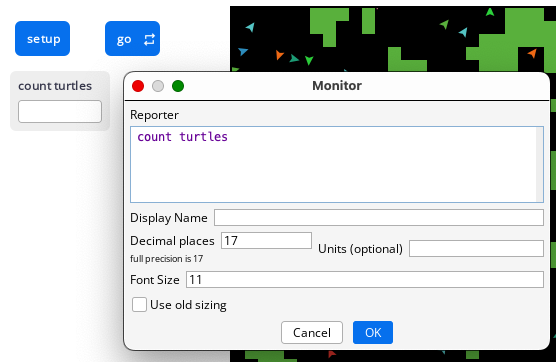 setup
go
count turtles
Monitor
Reporter
count turtles
Display Name
Decimal places 17
full precision is 17
Units (optional)
Font Size 11
Use old sizing
Cancel OK